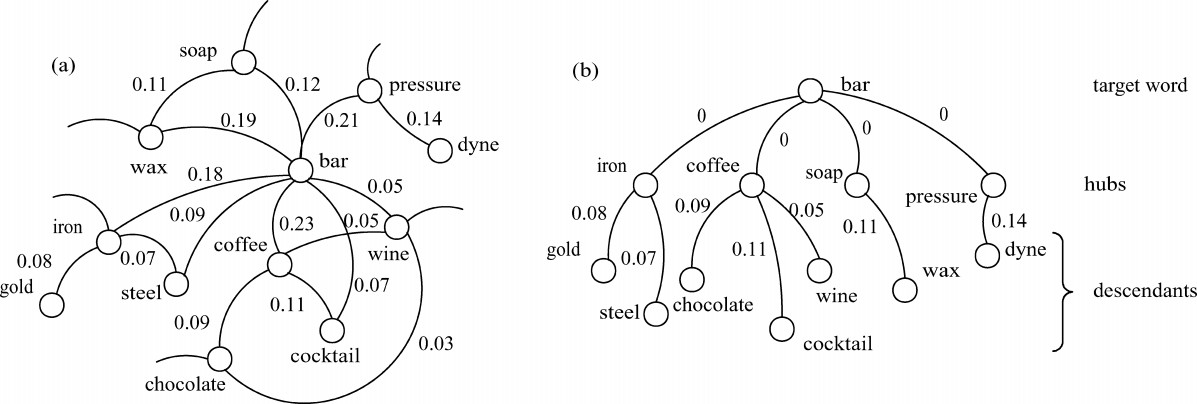 (a)
soap
0.11
0.12
pressure
0.21
0.14
0.19
dyne
wax
bar
0.18
0.05
0.09
iron
0.23
0.05
coffee
wine
0.08
0.07
gold
steel
0.07
0.11
0.09
0.03
cocktail
chocolate
(b)
bar
target word
0
0
0
0
iron
coffee
soap
pressure
hubs
0.08
0.09
0.05
0.11
0.14
gold
0.07
0.11
dyne
wax
steel
chocolate
wine
descendants
cocktail